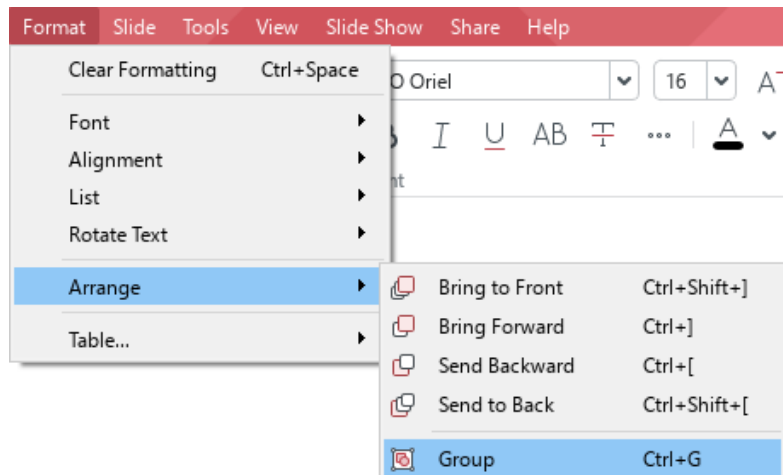 Format Slide Tools View Slide Show Share Help
Clear Formatting Ctrl+Space
O Oriel 16 A
Font
I U AB T ... A
Alignment
List
Rotate Text
Arrange
Bring to Front Ctrl+Shift+]
Bring Forward Ctrl+]
Table...
Send Backward Ctrl+[
Send to Back Ctrl+Shift+[
Group Ctrl+G